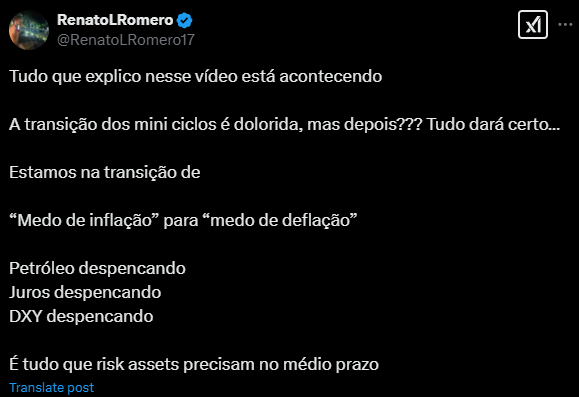 RenatoLRomero
@RenatoLRomero17
Tudo que explico nesse vídeo está acontecendo
A transição dos mini ciclos é dolorida, mas depois??? Tudo dará certo...
Estamos na transição de
“Medo de inflação” para “medo de deflação”
Petróleo despencando
Juros despencando
DXY despencando
É tudo que risk assets precisam no médio prazo
Translate post